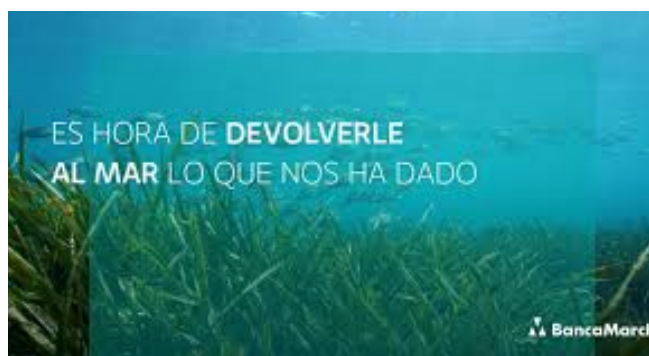 ES HORA DE DEVOLVERLE
AL MAR LO QUE NOS HA DADO
BancaMarch